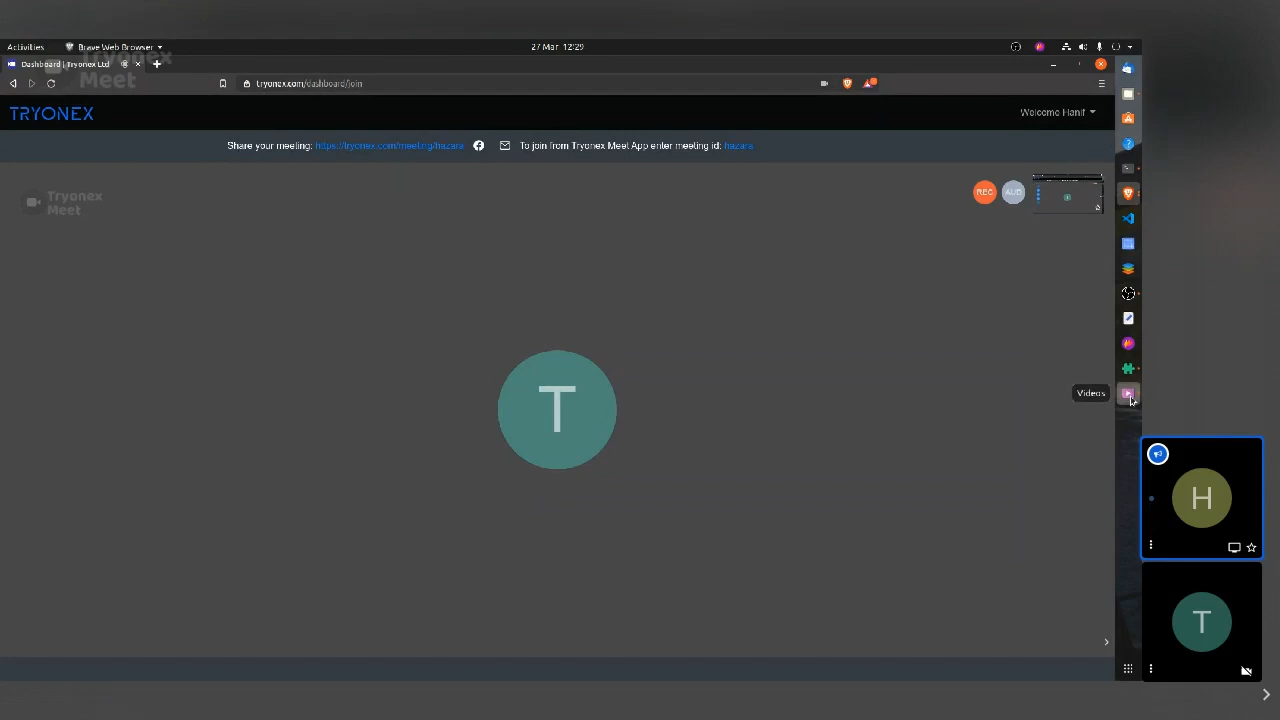 Activities
Brave Web Browser
27 Mar 12:29
Tryonex
Meet
Dashboard | Tryonex Ltd
tryonex.com/dashboard/join
TRYONEX
Welcome Hanif
Share your meeting: https://tryonex.com/meeting/hazara
To join from Tryonex Meet App enter meeting id: hazara
Tryonex
Meet
REC
AUD
T
Videos
H
T